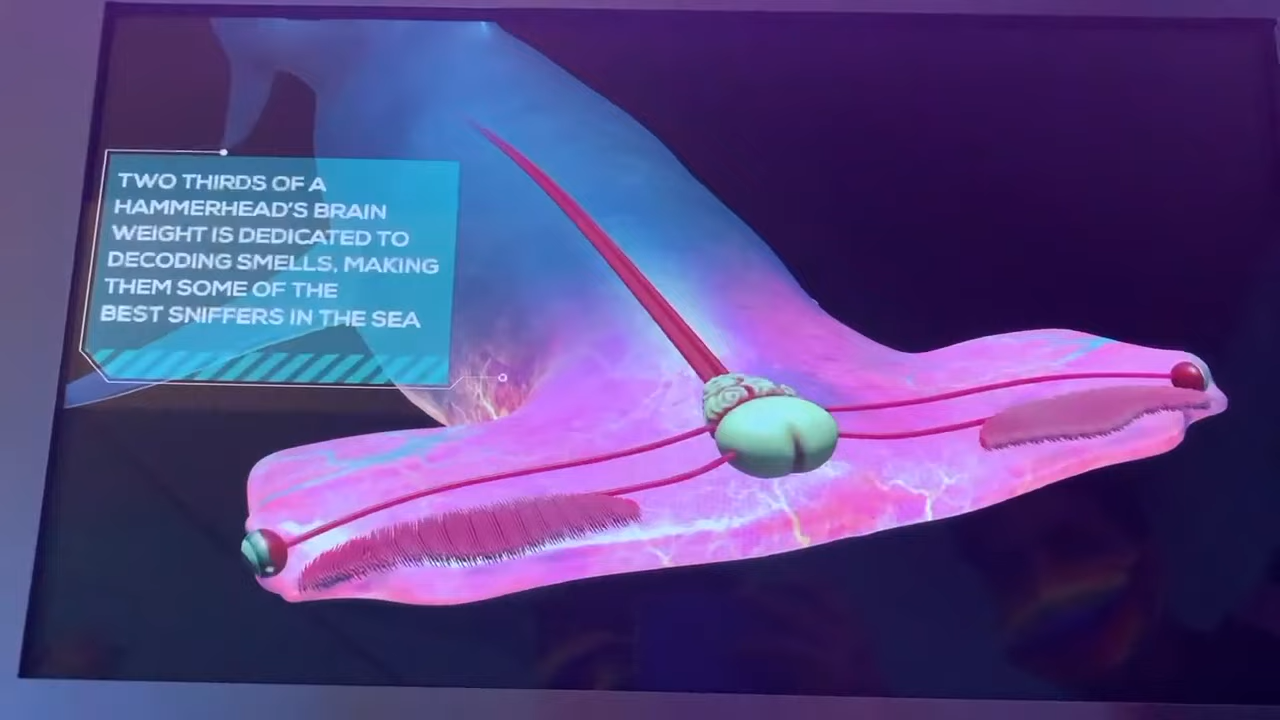 TWO THIRDS OF A
HAMMERHEAD'S BRAIN
WEIGHT IS DEDICATED TO
DECODING SMELLS, MAKING
THEM SOME OF THE
BEST SNIFFERS IN THE SEA